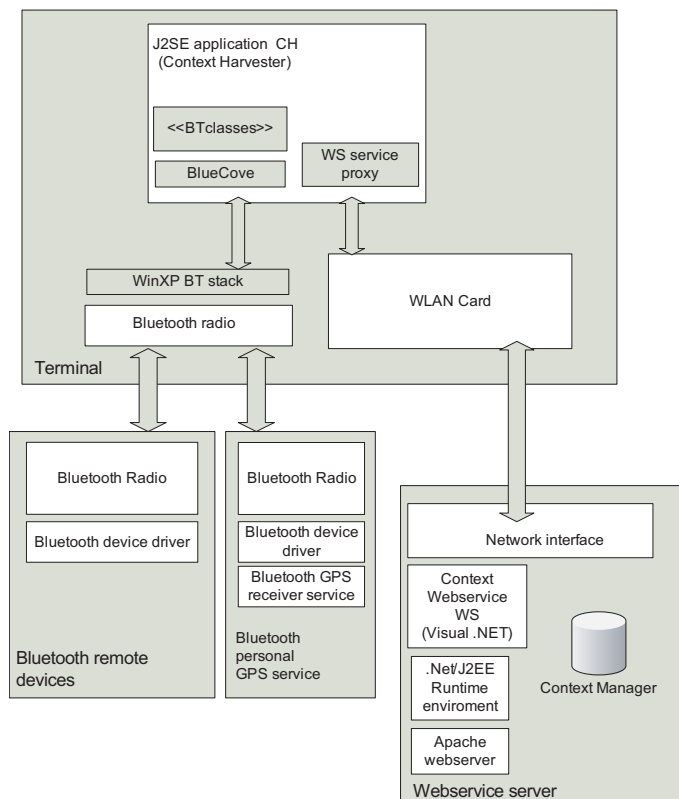 J2SE application CH
(Context Harvester)
<<BTclasses>>
BlueCove
WS service
proxy
WinXP BT stack
Bluetooth radio
WLAN Card
Terminal
Bluetooth Radio
Bluetooth device driver
Bluetooth remote
devices
Bluetooth Radio
Bluetooth device
driver
Bluetooth GPS
receiver service
Bluetooth
personal
GPS service
Network interface
Context
Webservice
WS
(Visual .NET)
.Net/J2EE
Runtime
enviroment
Apache
webserver
Context Manager
Webservice server